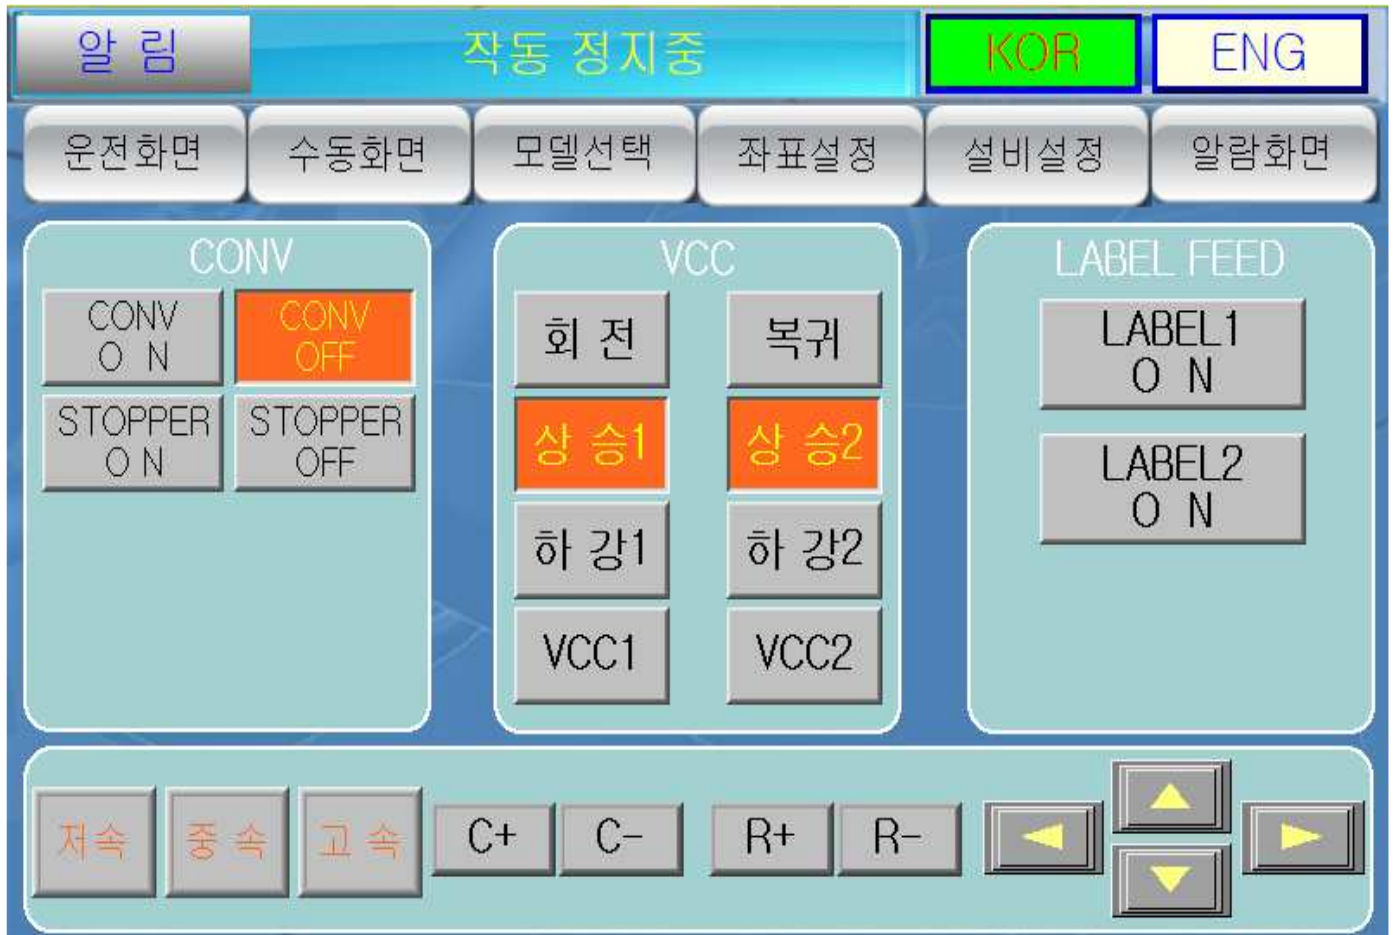 알 림
작동 정지중
KOR
ENG
운전화면
수동화면
모델선택
좌표설정
설비설정
알람화면
CONV
CONV
O N
CONV
OFF
STOPPER
O N
STOPPER
OFF
VCC
회 전
복귀
상 승1
상 승2
하 강1
하 강2
VCC1
VCC2
LABEL FEED
LABEL1
O N
LABEL2
O N
저속
중 속
고 속
C+
C-
R+
R-